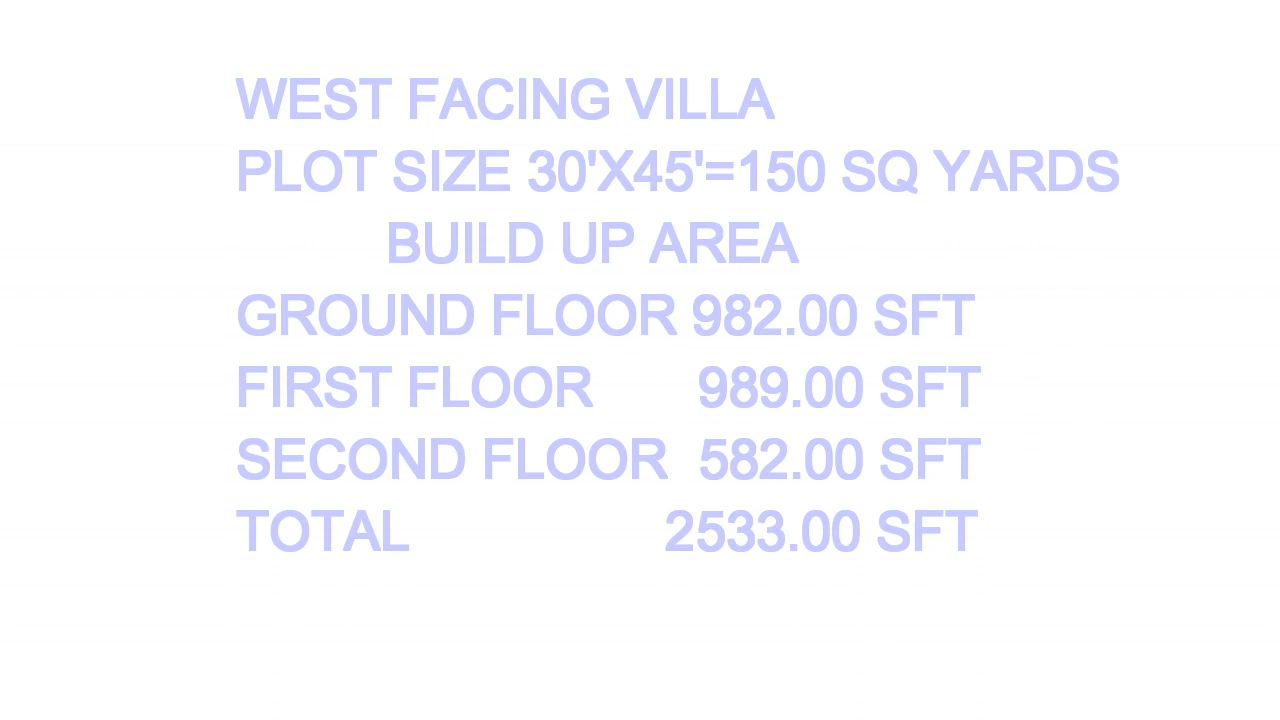 WEST FACING VILLA
PLOT SIZE 30'X45'=150 SQ YARDS
BUILD UP AREA
GROUND FLOOR 982.00 SFT
FIRST FLOOR 989.00 SFT
SECOND FLOOR 582.00 SFT
TOTAL 2533.00 SFT